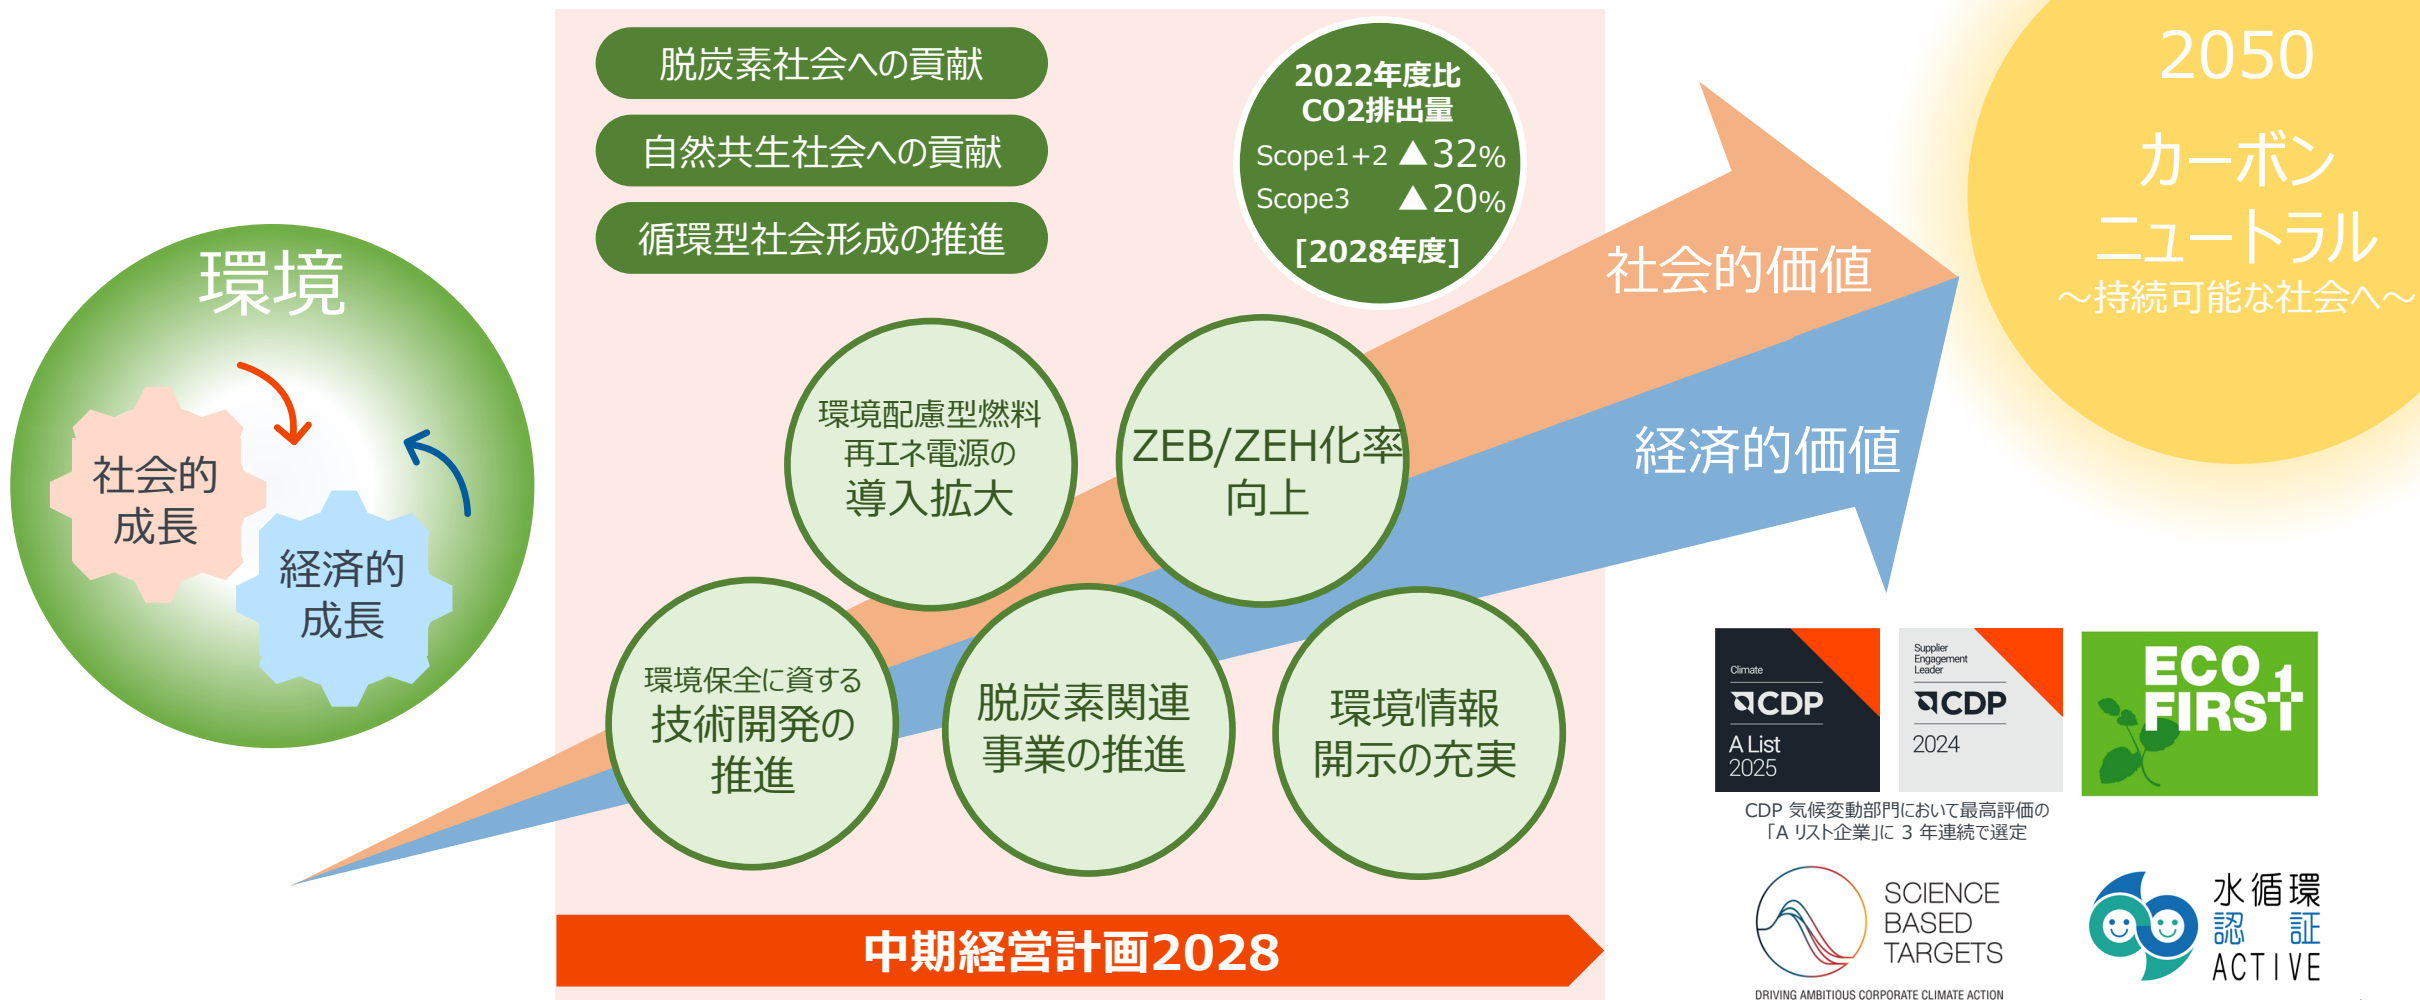 環境
社会的
成長
経済的
成長
脱炭素社会への貢献
自然共生社会への貢献
循環型社会形成の推進
2022年度比
CO2排出量
Scope1+2 ▲32%
Scope3 ▲20%
[2028年度]
環境配慮型燃料
再エネ電源の
導入拡大
ZEB/ZEH化率
向上
環境保全に資する
技術開発の
推進
脱炭素関連
事業の推進
環境情報
開示の充実
中期経営計画2028
社会的価値
経済的価値
2050
カーボン
ニュートラル
～持続可能な社会へ～
Climate
CDP
A List
2025
Supplier
Engagement
Leader
CDP
2024
ECO
FIRST
CDP 気候変動部門において最高評価の
「A リスト企業」に 3 年連続で選定
SCIENCE
BASED
TARGETS
DRIVING AMBITIOUS CORPORATE CLIMATE ACTION
水循環
認証
ACTIVE